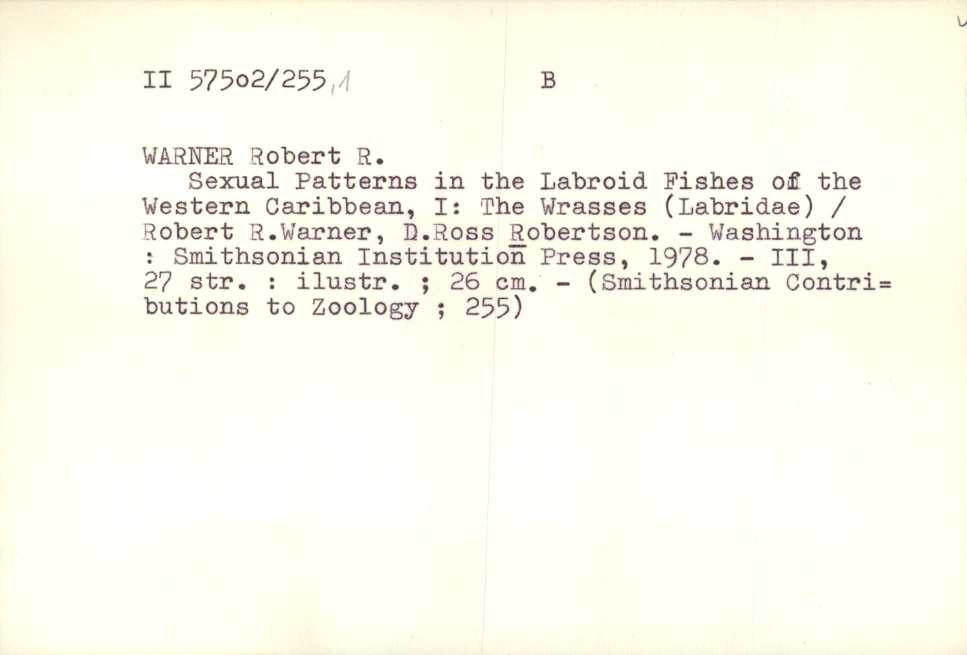 II 57502/255,1 B
WARNER Robert R.
Sexual Patterns in the Labroid Fishes of the
Western Caribbean, I: The Wrasses (Labridae) /
Robert R.Warner, D.Ross Robertson. - Washington
: Smithsonian Institution Press, 1978. - III,
27 str. : ilustr. ; 26 cm. - (Smithsonian Contri=
butions to Zoology ; 255)